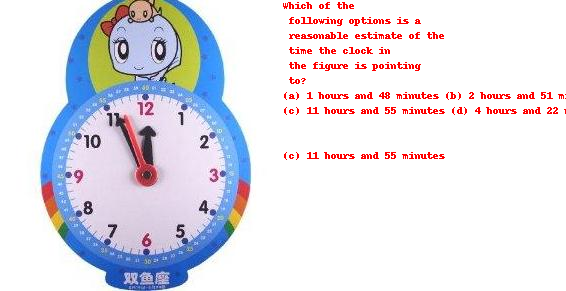 Which of the
following options is a
reasonable estimate of the
time the clock in
the figure is pointing
to?
(a) 1 hours and 48 minutes (b) 2 hours and 51
(c) 11 hours and 55 minutes (d) 4 hours and 22
(c) 11 hours and 55 minutes
12
11
1
10
2
9
3
8
4
7
5
6
双鱼座